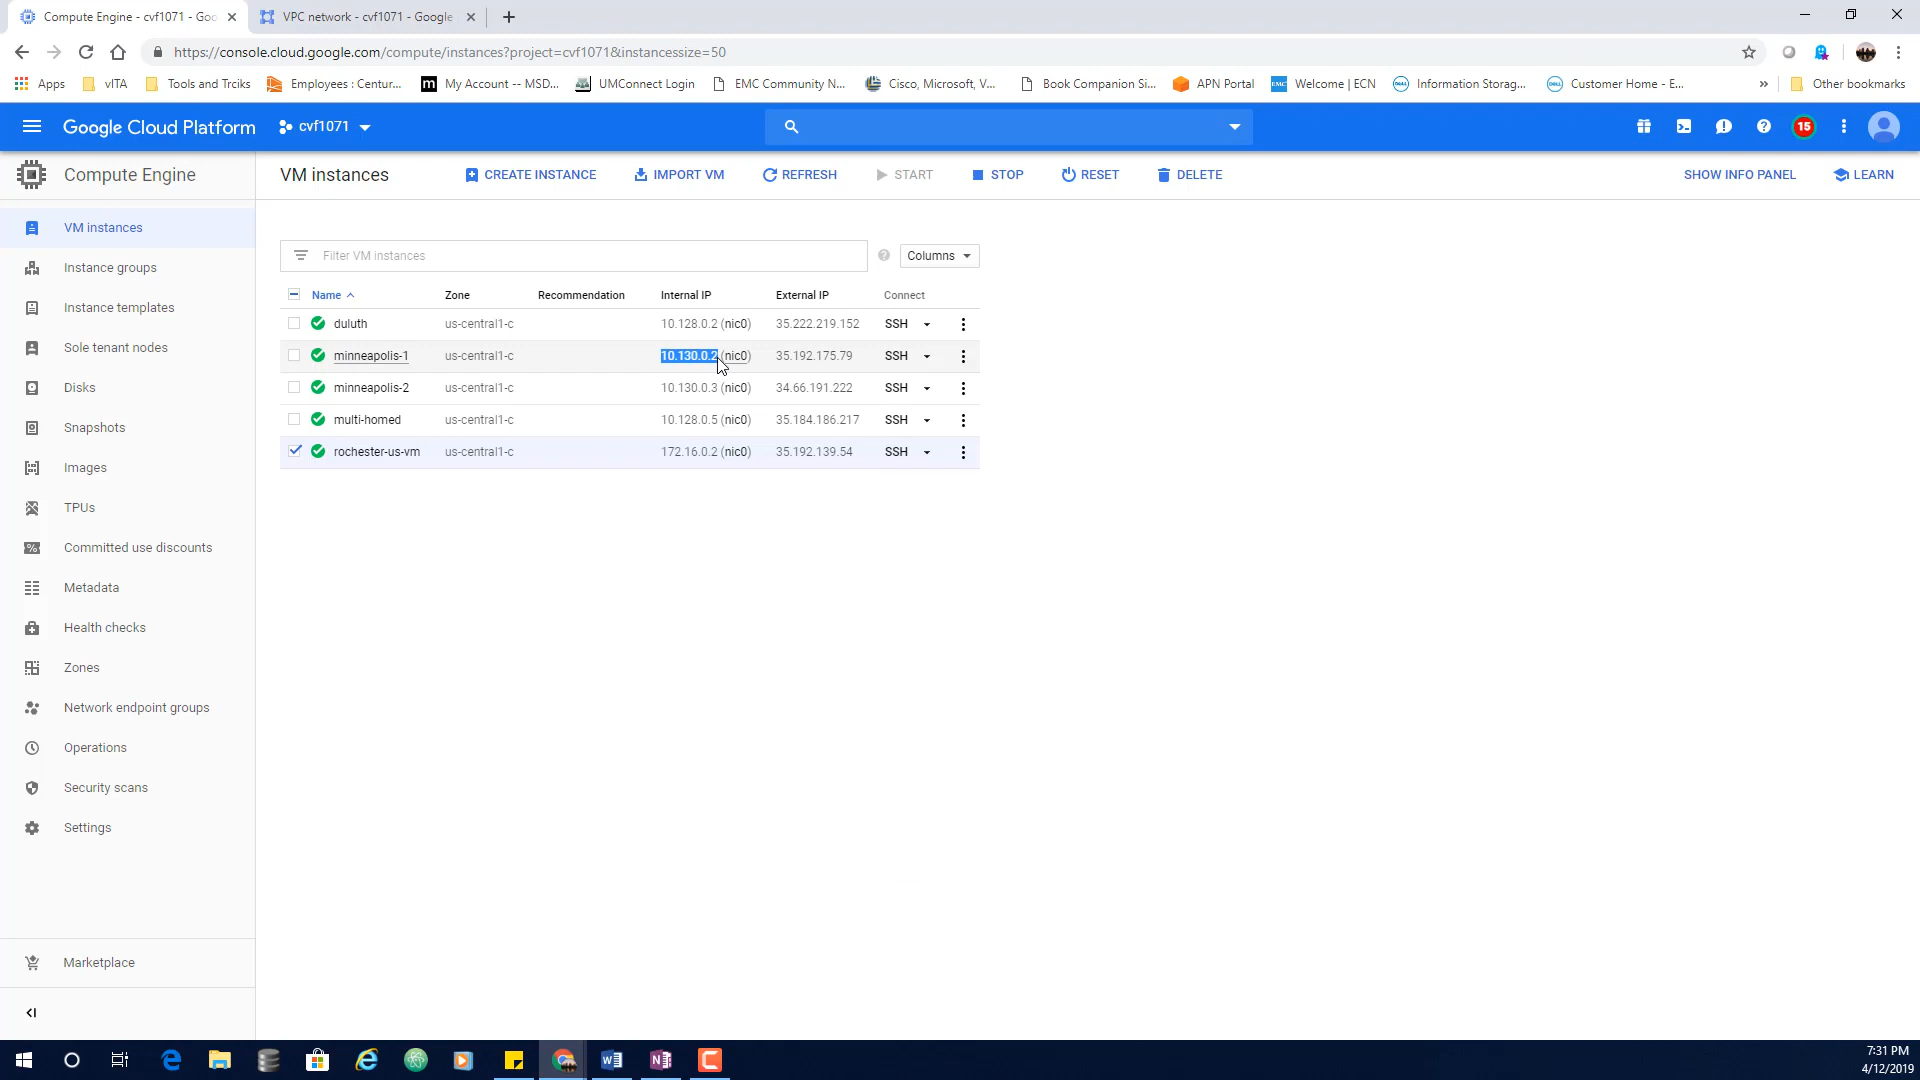 Compute Engine - cvf1071 - Goo
VPC network - cvf1071 - Google
https://console.cloud.google.com/compute/instances?project=cvf1071&instancessize=50
Apps
vITA
Tools and Trciks
Employees : Centur...
m
My Account -- MSD...
UMConnect Login
EMC Community N...
Cisco, Microsoft, V...
Book Companion Si...
APN Portal
EMC
Welcome | ECN
DELL
Information Storag...
DELL
Customer Home - E...
»
Other bookmarks
Google Cloud Platform
cvf1071
15
Compute Engine
VM instances
CREATE INSTANCE
IMPORT VM
REFRESH
START
STOP
RESET
DELETE
SHOW INFO PANEL
LEARN
VM instances
Instance groups
Instance templates
Sole tenant nodes
Disks
Snapshots
Images
TPUs
Committed use discounts
Metadata
Health checks
Zones
Network endpoint groups
Operations
Security scans
Settings
Marketplace
Filter VM instances
Columns
Name Zone Recommendation Internal IP External IP Connect
duluth us-central1-c 10.128.0.2 (nic0) 35.222.219.152 SSH
minneapolis-1 us-central1-c 10.130.0.2 (nic0) 35.192.175.79 SSH
minneapolis-2 us-central1-c 10.130.0.3 (nic0) 34.66.191.222 SSH
multi-homed us-central1-c 10.128.0.5 (nic0) 35.184.186.217 SSH
rochester-us-vm us-central1-c 172.16.0.2 (nic0) 35.192.139.54 SSH
7:31 PM
4/12/2019